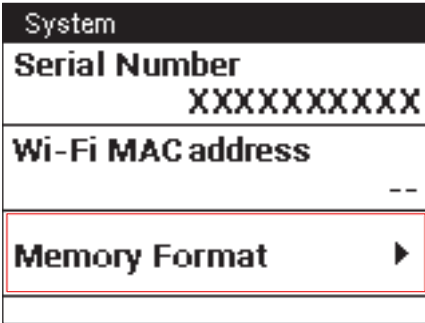 System
Serial Number
XXXXXXXXXX
Wi-Fi MAC address
--
Memory Format